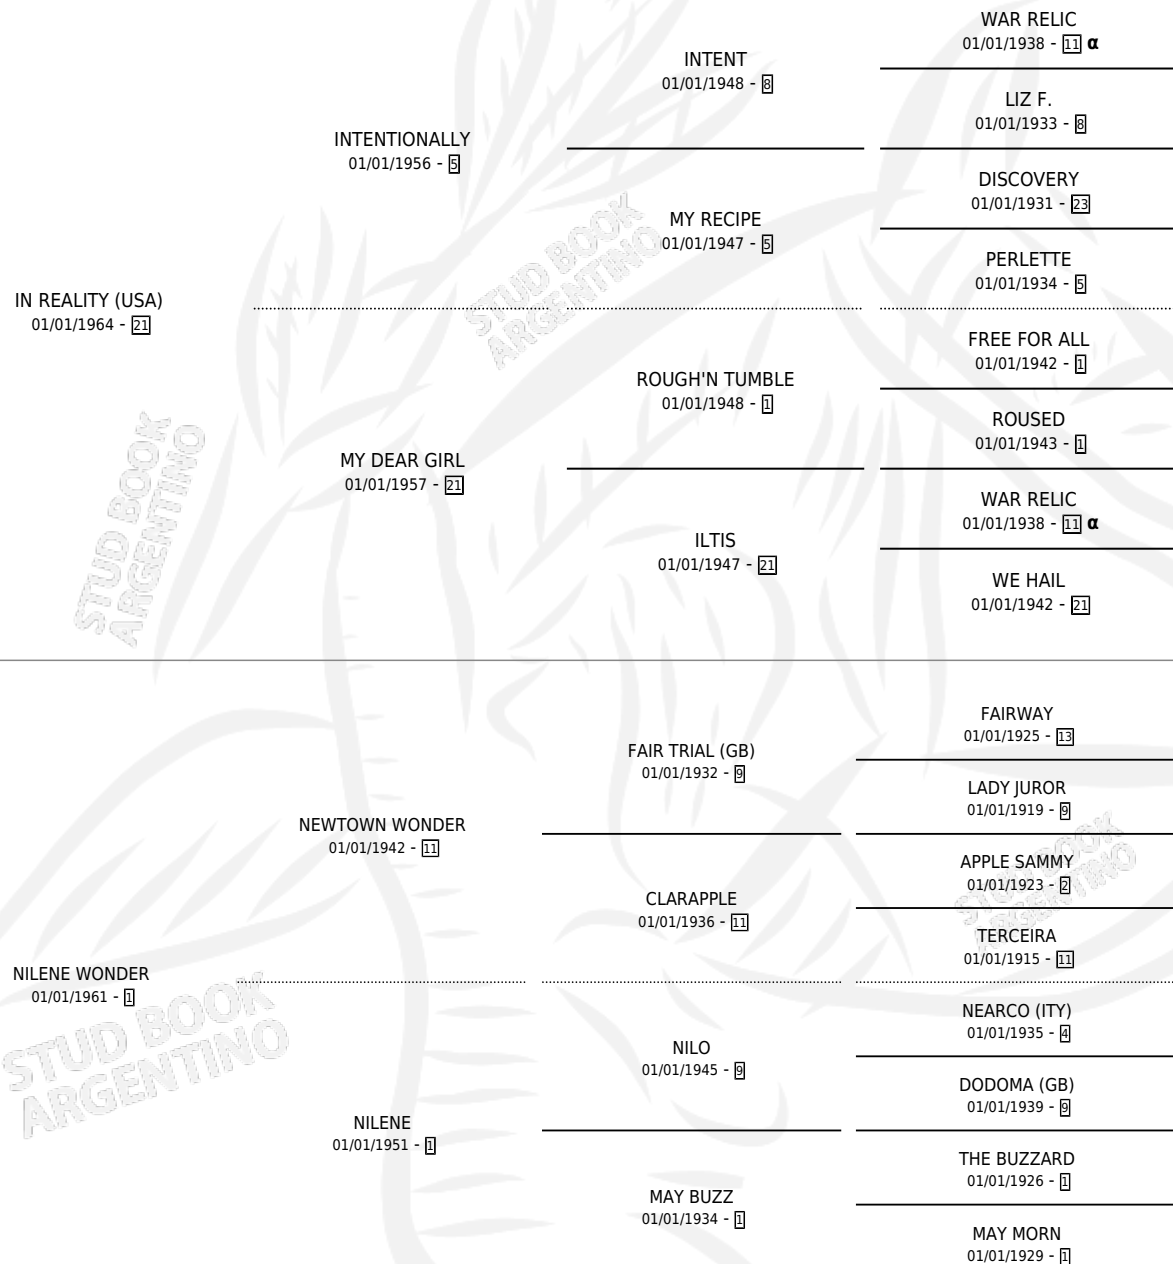 WAR RELIC
01/01/1938 - 11 α
INTENT
01/01/1948 - 8
LIZ F.
01/01/1933 - 8
INTENTIONALLY
01/01/1956 - 5
DISCOVERY
01/01/1931 - 23
MY RECIPE
01/01/1947 - 5
PERLETTE
01/01/1934 - 5
IN REALITY (USA)
01/01/1964 - 21
FREE FOR ALL
01/01/1942 - 1
ROUGH'N TUMBLE
01/01/1948 - 1
ROUSED
01/01/1943 - 1
MY DEAR GIRL
01/01/1957 - 21
WAR RELIC
01/01/1938 - 11 α
ILTIS
01/01/1947 - 21
WE HAIL
01/01/1942 - 21
FAIRWAY
01/01/1925 - 13
FAIR TRIAL (GB)
01/01/1932 - 9
LADY JUROR
01/01/1919 - 9
NEWTOWN WONDER
01/01/1942 - 11
APPLE SAMMY
01/01/1923 - 2
CLARAPPLE
01/01/1936 - 11
TERCEIRA
01/01/1915 - 11
NILENE WONDER
01/01/1961 - 1
NEARCO (ITY)
01/01/1935 - 4
NILO
01/01/1945 - 9
DODOMA (GB)
01/01/1939 - 9
NILENE
01/01/1951 - 1
THE BUZZARD
01/01/1926 - 1
MAY BUZZ
01/01/1934 - 1
MAY MORN
01/01/1929 - 1
STUD BOOK
ARGENTINO
STUD BOOK
ARGENTINO
STUD BOOK
ARGENTINO
STUD BOOK
ARGENTINO